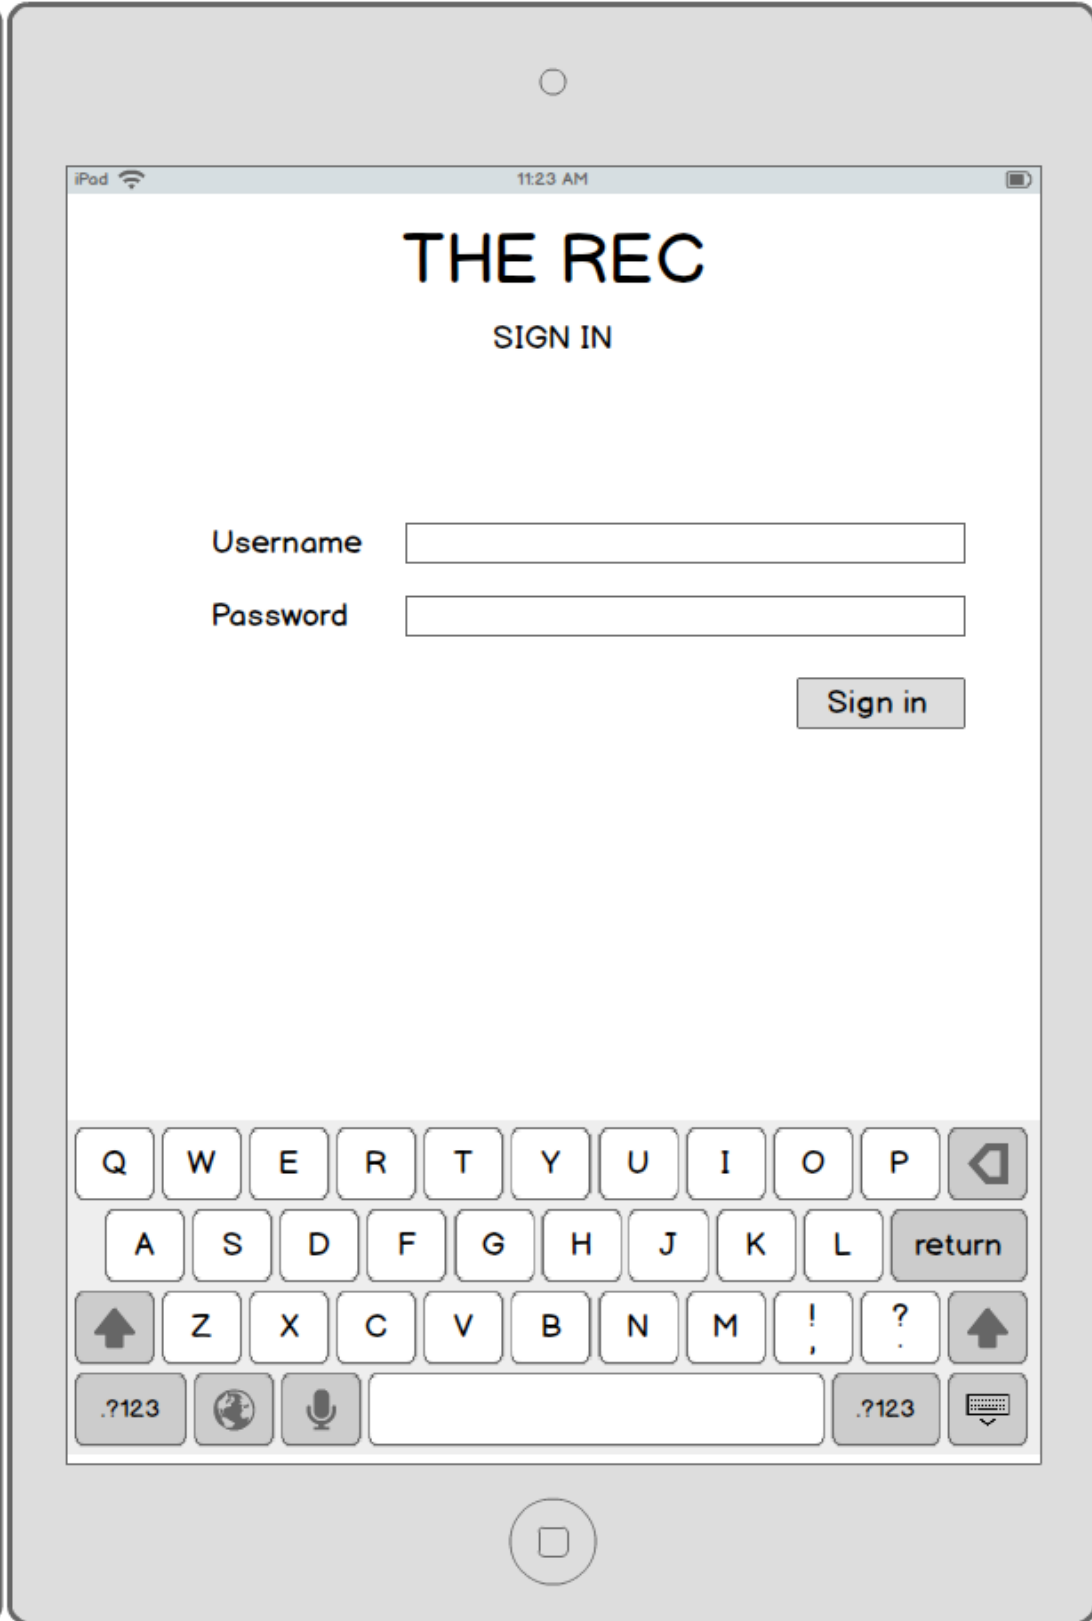 iPad 11:23 AM
THE REC
SIGN IN
Username
Password
Sign in
Q W E R T Y U I O P
A S D F G H J K L return
Z X C V B N M ! , ? .
.?123 .?123